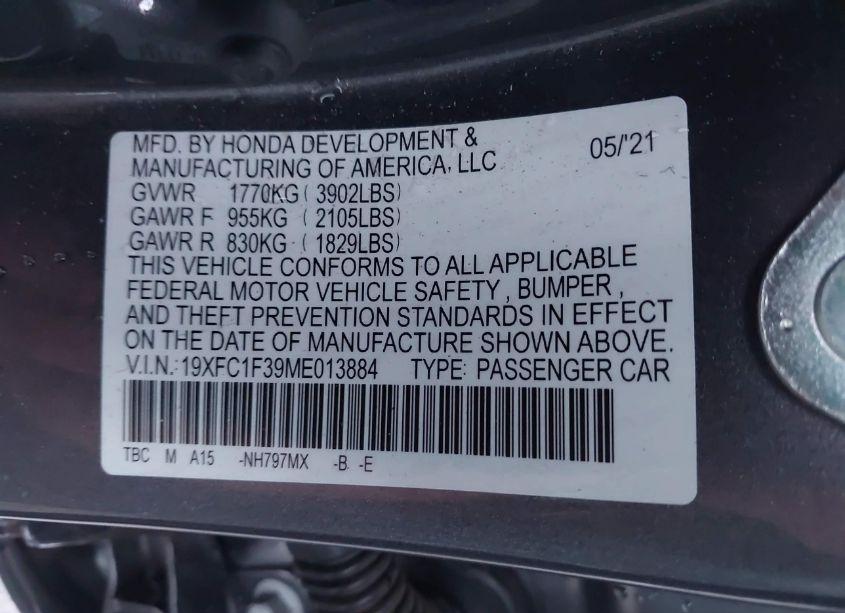 MFD. BY HONDA DEVELOPMENT &
MANUFACTURING OF AMERICA, LLC 05/'21
GVWR 1770KG ( 3902LBS)
GAWR F 955KG ( 2105LBS)
GAWR R 830KG ( 1829LBS)
THIS VEHICLE CONFORMS TO ALL APPLICABLE
FEDERAL MOTOR VEHICLE SAFETY , BUMPER ,
AND THEFT PREVENTION STANDARDS IN EFFECT
ON THE DATE OF MANUFACTURE SHOWN ABOVE.
V.I.N.:19XFC1F39ME013884 TYPE: PASSENGER CAR
TBC M A15 -NH797MX -B -E